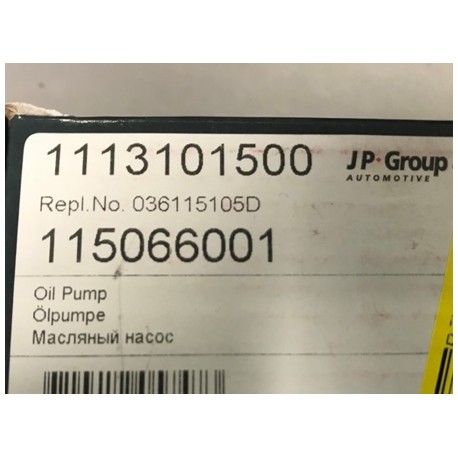 1113101500 JP Group
AUTOMOTIVE
Repl.No. 036115105D
115066001
Oil Pump
Ölpumpe
Масляный насос